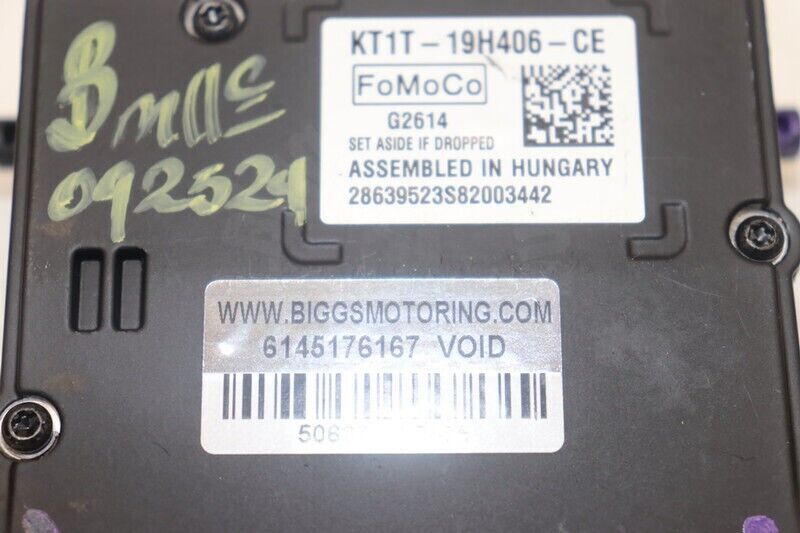 KT1T-19H406-CE
FoMoCo
G2614
SET ASIDE IF DROPPED
ASSEMBLED IN HUNGARY
28639523S82003442
092524
WWW.BIGGSMOTORING.COM
6145176167 VOID